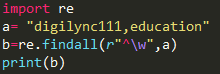 import re
a= "digilync111,education"
b=re.findall(r"^\w",a)
print(b)